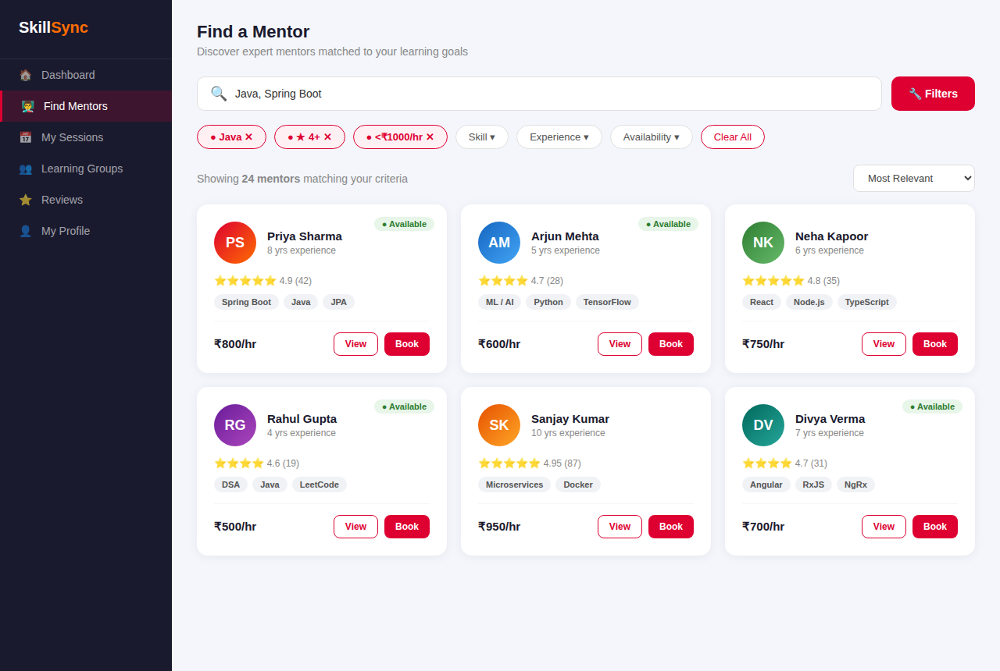 SkillSync
🏠 Dashboard
👨‍🏫 Find Mentors
📅 My Sessions
👥 Learning Groups
⭐ Reviews
👤 My Profile
Find a Mentor
Discover expert mentors matched to your learning goals
🔍 Java, Spring Boot
🔧 Filters
● Java ✕ ● ★ 4+ ✕ ● <₹1000/hr ✕ Skill ▾ Experience ▾ Availability ▾ Clear All
Showing 24 mentors matching your criteria
Most Relevant
● Available
PS
Priya Sharma
8 yrs experience
⭐⭐⭐⭐⭐ 4.9 (42)
Spring Boot Java JPA
₹800/hr View Book
● Available
AM
Arjun Mehta
5 yrs experience
⭐⭐⭐⭐ 4.7 (28)
ML / AI Python TensorFlow
₹600/hr View Book
NK
Neha Kapoor
6 yrs experience
⭐⭐⭐⭐⭐ 4.8 (35)
React Node.js TypeScript
₹750/hr View Book
● Available
RG
Rahul Gupta
4 yrs experience
⭐⭐⭐⭐ 4.6 (19)
DSA Java LeetCode
₹500/hr View Book
SK
Sanjay Kumar
10 yrs experience
⭐⭐⭐⭐⭐ 4.95 (87)
Microservices Docker
₹950/hr View Book
● Available
DV
Divya Verma
7 yrs experience
⭐⭐⭐⭐ 4.7 (31)
Angular RxJS NgRx
₹700/hr View Book